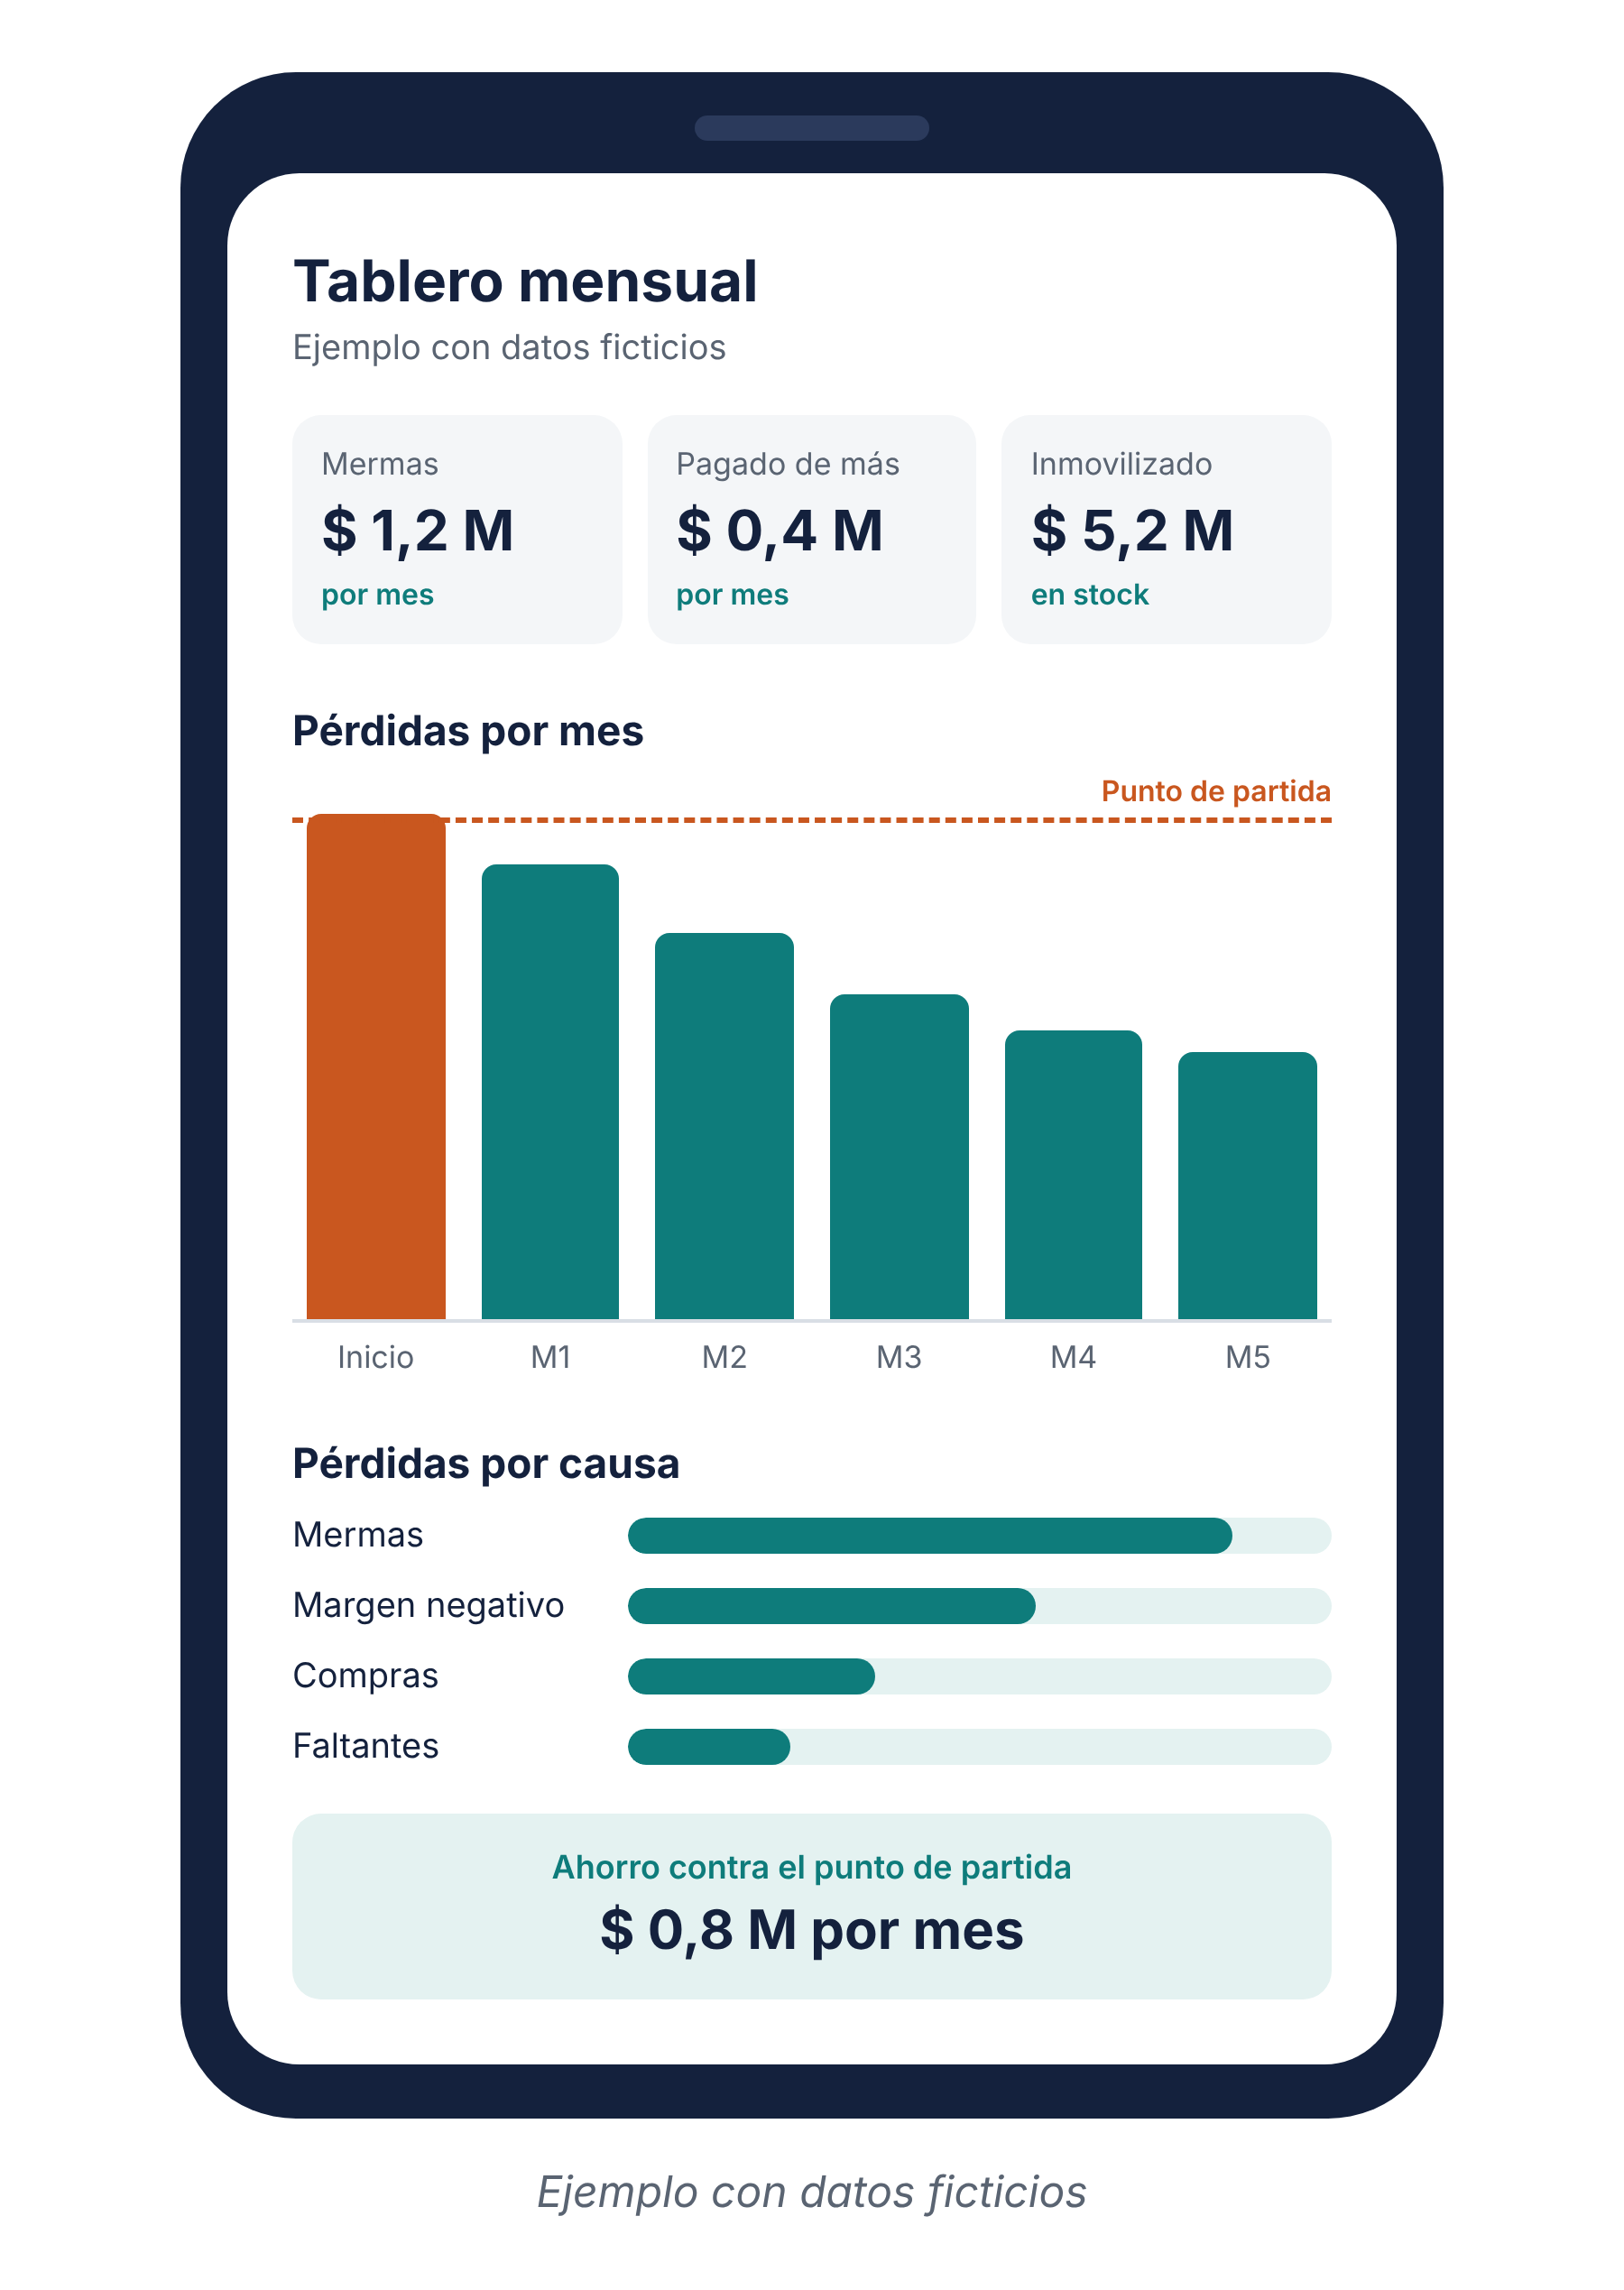 Tablero mensual
Ejemplo con datos ficticios
Mermas
$ 1,2 M
por mes
Pagado de más
$ 0,4 M
por mes
Inmovilizado
$ 5,2 M
en stock
Pérdidas por mes
Punto de partida
Inicio M1 M2 M3 M4 M5
Pérdidas por causa
Mermas
Margen negativo
Compras
Faltantes
Ahorro contra el punto de partida
$ 0,8 M por mes
Ejemplo con datos ficticios